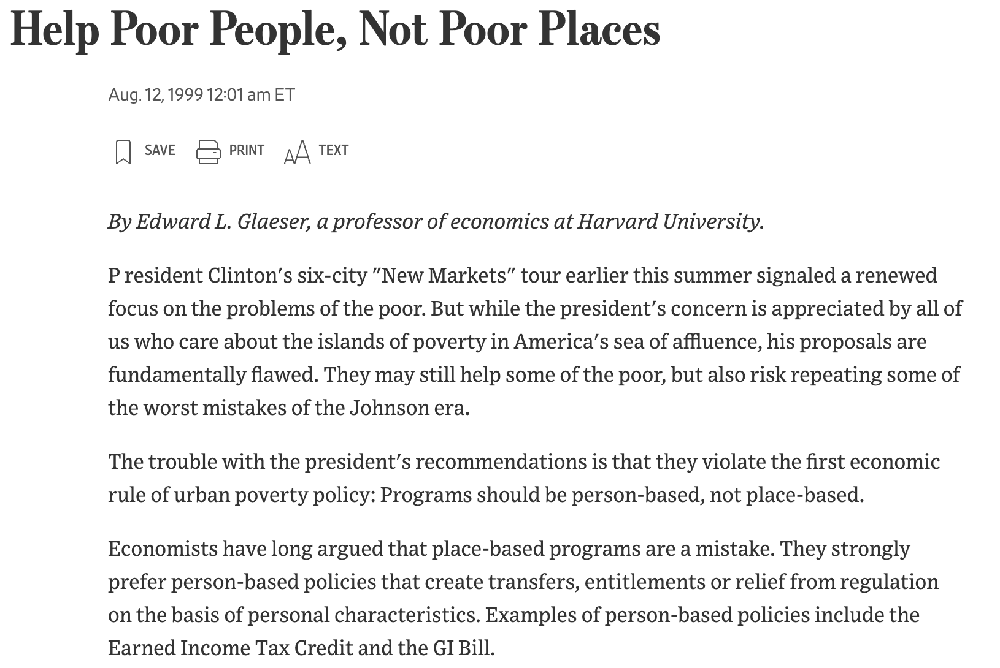 Help Poor People, Not Poor Places
Aug. 12, 1999 12:01 am ET
SAVE PRINT TEXT
By Edward L. Glaeser, a professor of economics at Harvard University.
P resident Clinton's six-city "New Markets" tour earlier this summer signaled a renewed
focus on the problems of the poor. But while the president's concern is appreciated by all of
us who care about the islands of poverty in America's sea of affluence, his proposals are
fundamentally flawed. They may still help some of the poor, but also risk repeating some of
the worst mistakes of the Johnson era.
The trouble with the president's recommendations is that they violate the first economic
rule of urban poverty policy: Programs should be person-based, not place-based.
Economists have long argued that place-based programs are a mistake. They strongly
prefer person-based policies that create transfers, entitlements or relief from regulation
on the basis of personal characteristics. Examples of person-based policies include the
Earned Income Tax Credit and the GI Bill.